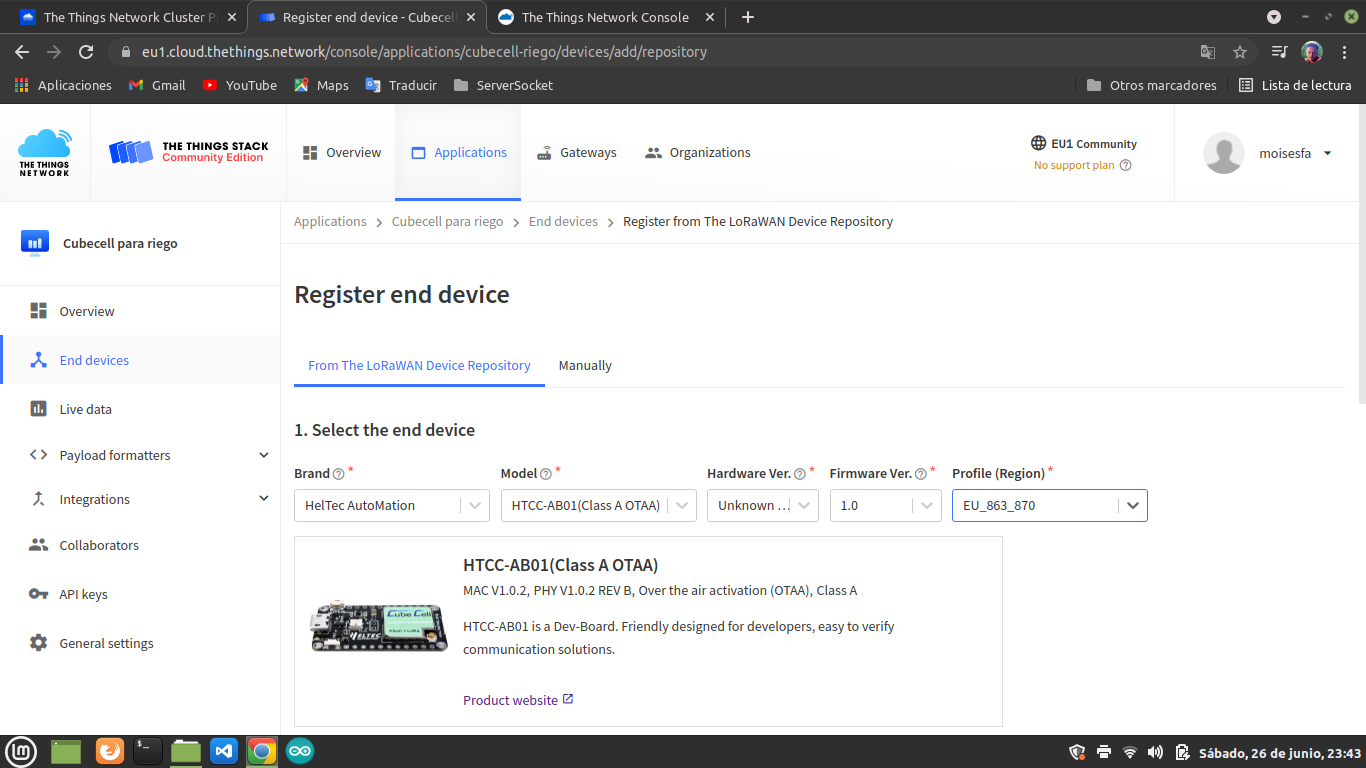 The Things Network Cluster P
Register end device - Cubecell
The Things Network Console
eu1.cloud.thethings.network/console/applications/cubecell-riego/devices/add/repository
Aplicaciones
Gmail
YouTube
Maps
Traducir
ServerSocket
Otros marcadores
Lista de lectura
THE THINGS NETWORK
THE THINGS STACK
Community Edition
Overview
Applications
Gateways
Organizations
EU1 Community
No support plan
moisesfa
Cubecell para riego
Applications
Cubecell para riego
End devices
Register from The LoRaWAN Device Repository
Overview
End devices
Live data
Payload formatters
Integrations
Collaborators
API keys
General settings
Register end device
From The LoRaWAN Device Repository
Manually
1. Select the end device
Brand *
Model *
Hardware Ver. *
Firmware Ver. *
Profile (Region) *
HelTec AutoMation
HTCC-AB01(Class A OTAA)
Unknown ...
1.0
EU_863_870
Cube Cell
HELTEC
HTCC-AB01(Class A OTAA)
MAC V1.0.2, PHY V1.0.2 REV B, Over the air activation (OTAA), Class A
HTCC-AB01 is a Dev-Board. Friendly designed for developers, easy to verify
communication solutions.
Product website
Sábado, 26 de junio, 23:43